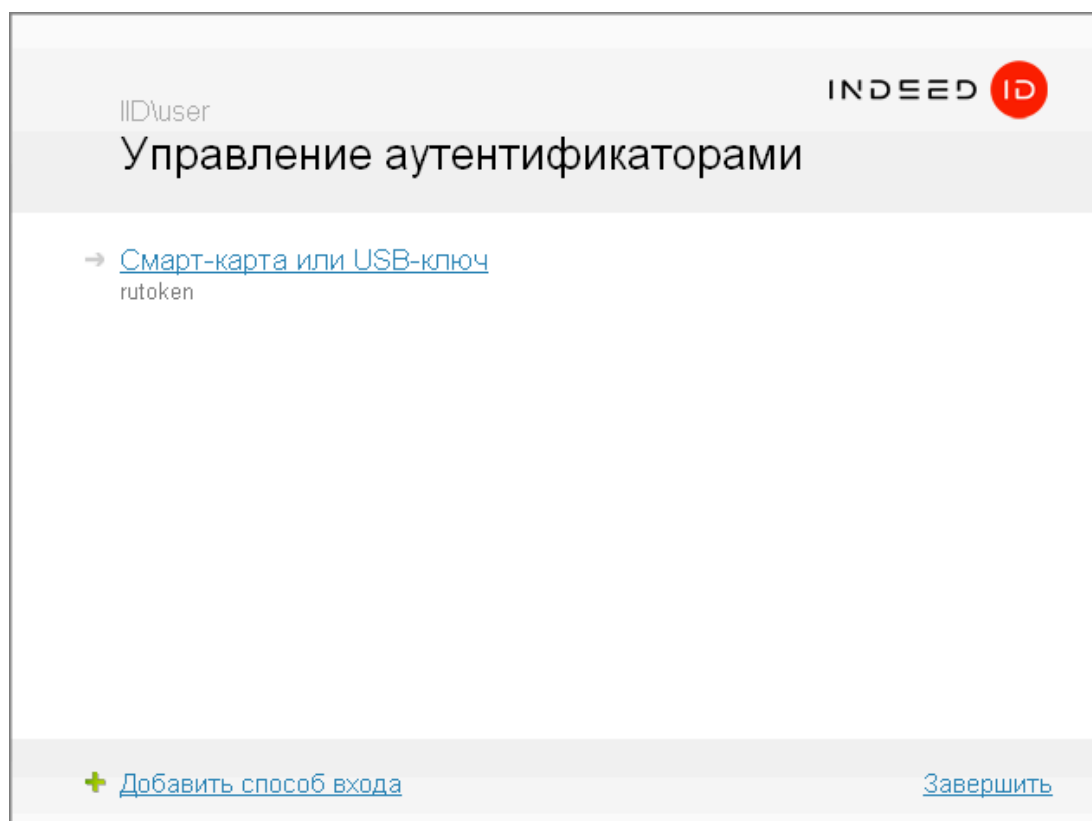 IID\user
INDEED ID
Управление аутентификаторами
Смарт-карта или USB-ключ
rutoken
Добавить способ входа
Завершить